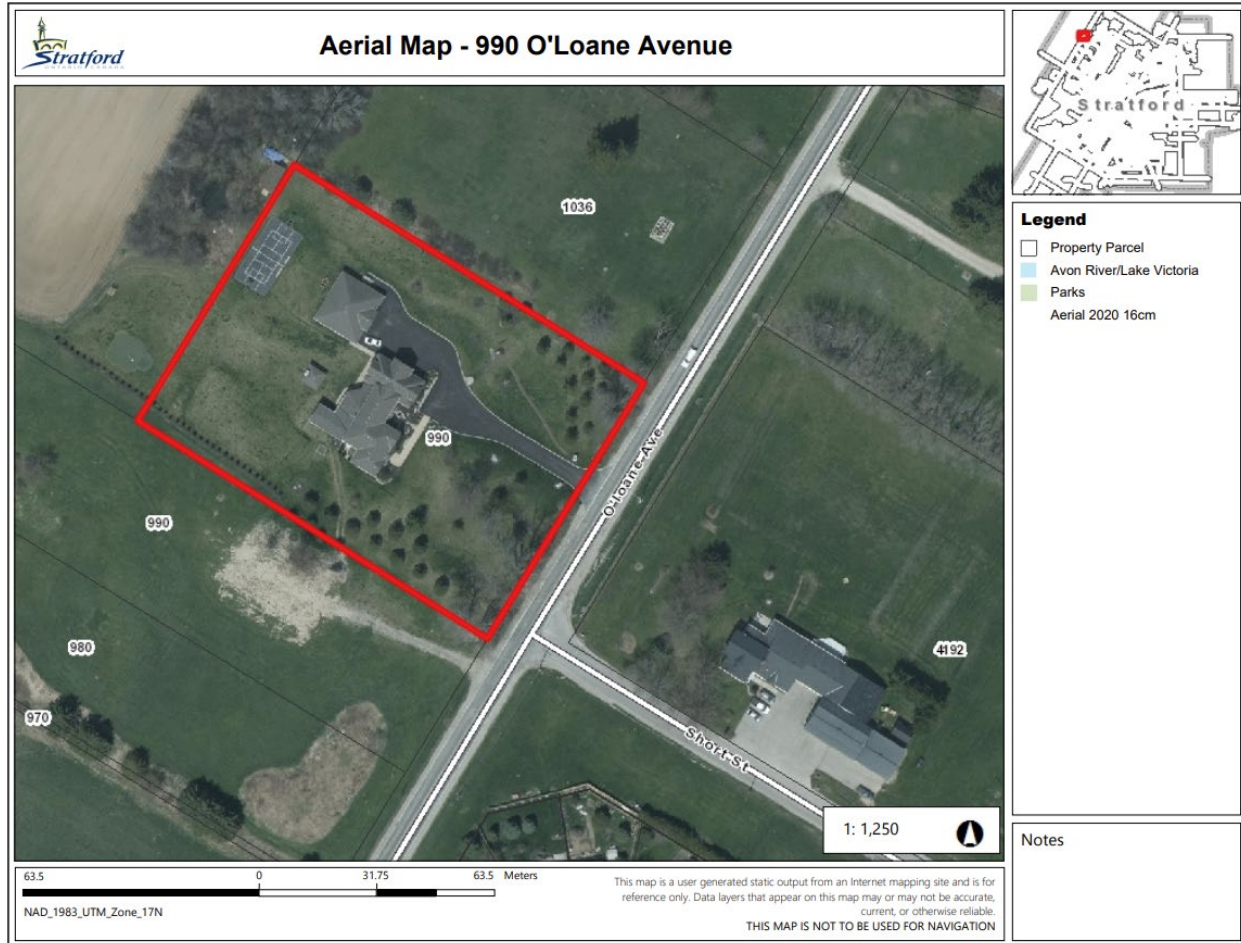 Stratford
ONTARIO CANADA
Aerial Map - 990 O'Loane Avenue
Stratford
1036
990
990
980
970
O'loane Ave
4192
Short St
1: 1,250
Legend
Property Parcel
Avon River/Lake Victoria
Parks
Aerial 2020 16cm
Notes
63.5 0 31.75 63.5 Meters
NAD_1983_UTM_Zone_17N
This map is a user generated static output from an Internet mapping site and is for
reference only. Data layers that appear on this map may or may not be accurate,
current, or otherwise reliable.
THIS MAP IS NOT TO BE USED FOR NAVIGATION